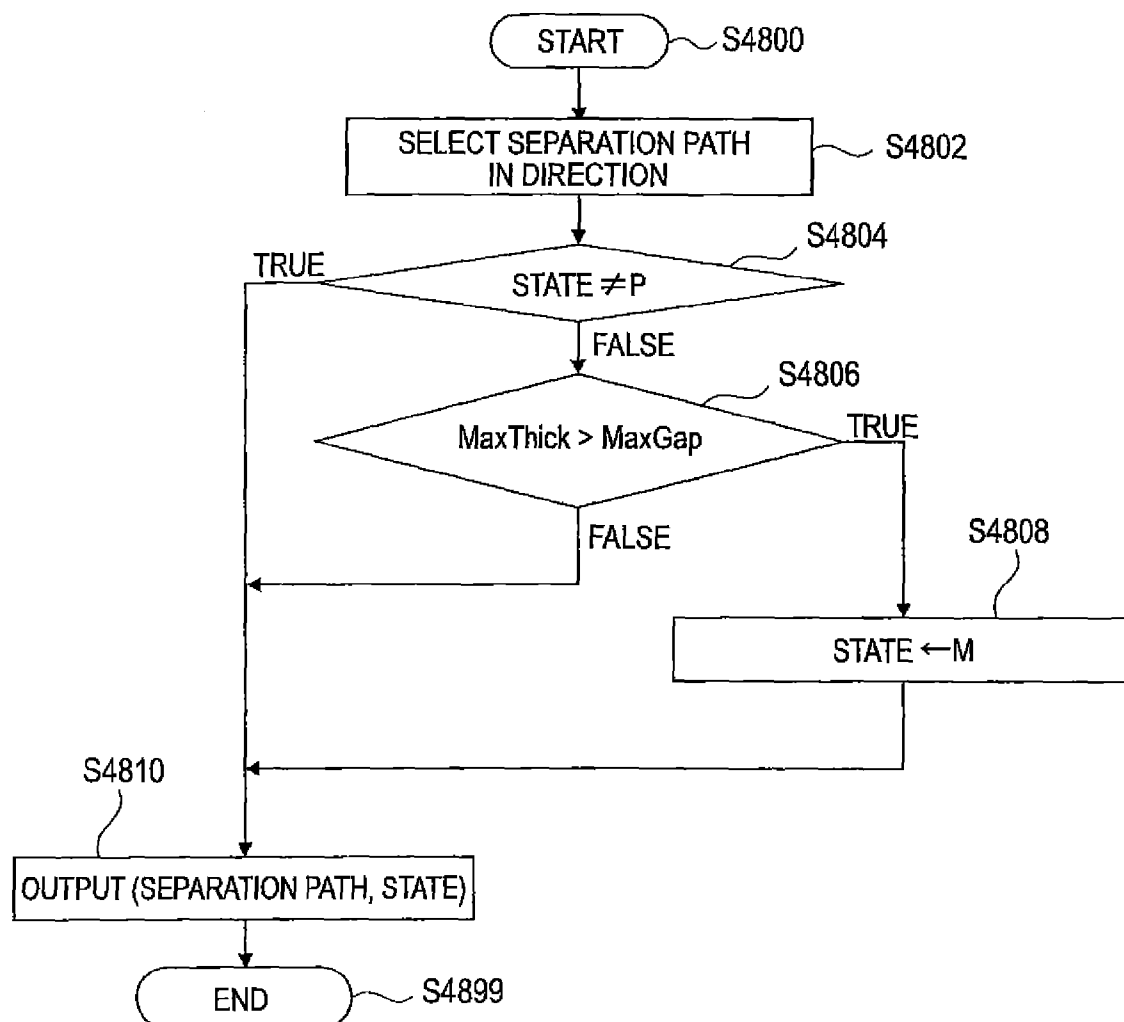 START
S4800
SELECT SEPARATION PATH
IN DIRECTION
S4802
S4804
TRUE
STATE ≠P
FALSE
S4806
MaxThick > MaxGap
TRUE
FALSE
S4808
STATE ←M
S4810
OUTPUT (SEPARATION PATH, STATE)
END
S4899